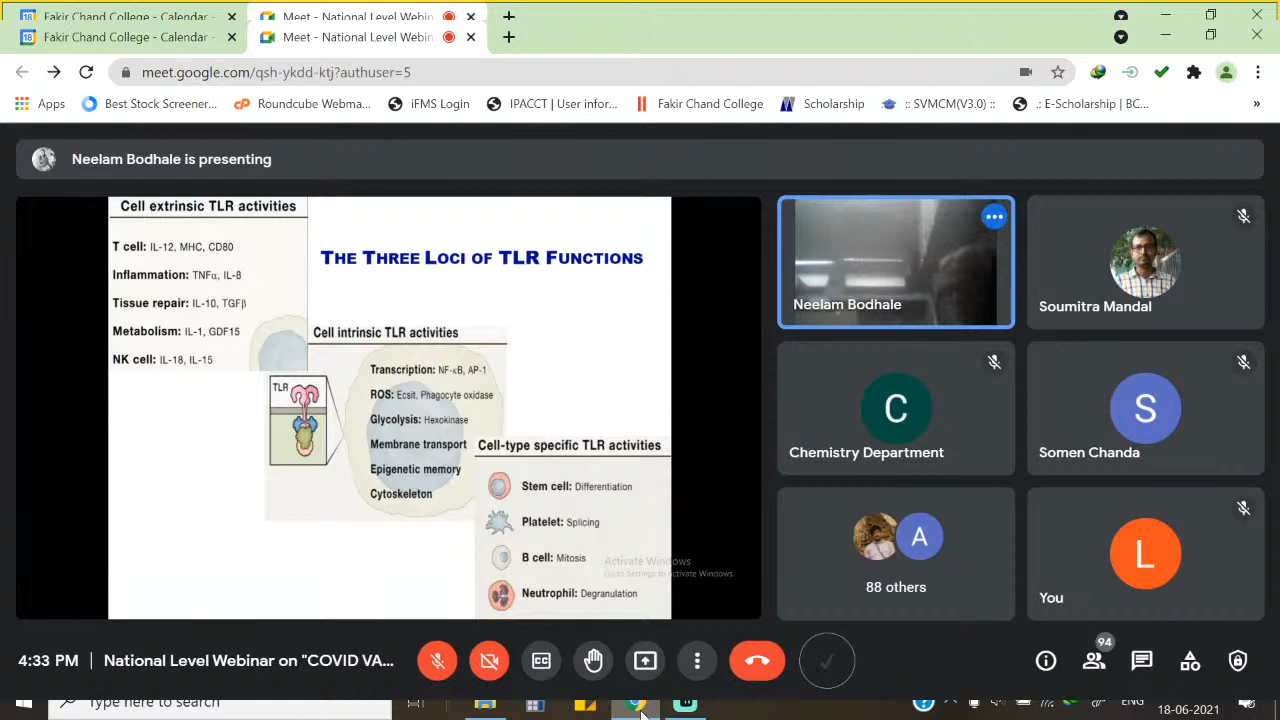 Fakir Chand College - Calendar -
Meet - National Level Webin
Fakir Chand College - Calendar -
Meet - National Level Webin
meet.google.com/qsh-ykdd-ktj?authuser=5
Apps
Best Stock Screener...
Roundcube Webma...
iFMS Login
IPACCT | User infor...
Fakir Chand College
Scholarship
:: SVMCM(V3.0) ::
.: E-Scholarship | BC...
»
Neelam Bodhale is presenting
Cell extrinsic TLR activities
T cell: IL-12, MHC, CD80
Inflammation: TNFα, IL-8
Tissue repair: IL-10, TGFβ
Metabolism: IL-1, GDF15
NK cell: IL-18, IL-15
THE THREE LOCI OF TLR FUNCTIONS
Cell intrinsic TLR activities
TLR
Transcription: NF-κB, AP-1
ROS: Ecsit, Phagocyte oxidase
Glycolysis: Hexokinase
Membrane transport
Epigenetic memory
Cytoskeleton
Cell-type specific TLR activities
Stem cell: Differentiation
Platelet: Splicing
B cell: Mitosis
Neutrophil: Degranulation
Activate Windows
Go to Settings to activate Windows.
Neelam Bodhale
Soumitra Mandal
C
Chemistry Department
S
Somen Chanda
A
88 others
L
You
4:33 PM | National Level Webinar on "COVID VA...
94
Type here to search
ENG
18-06-2021